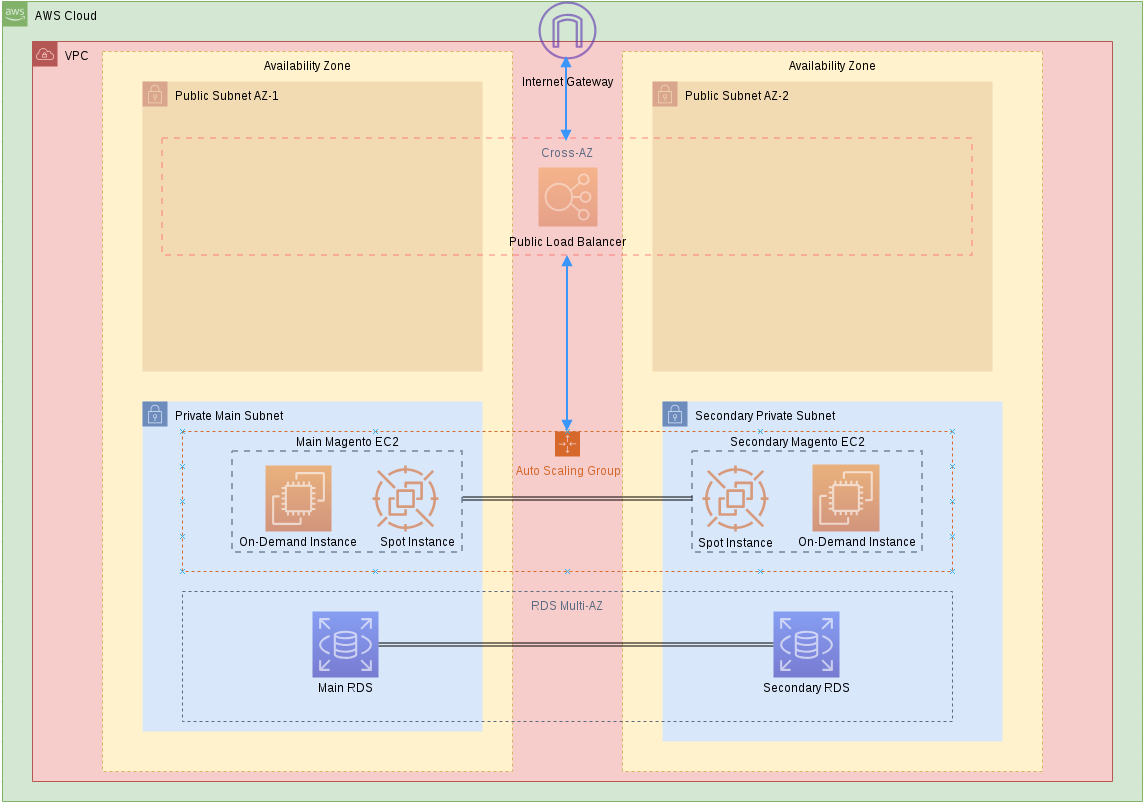 aws
AWS Cloud
VPC
Internet Gateway
Availability Zone
Availability Zone
Public Subnet AZ-1
Public Subnet AZ-2
Cross-AZ
Public Load Balancer
Private Main Subnet
Secondary Private Subnet
Main Magento EC2
Auto Scaling Group
Secondary Magento EC2
On-Demand Instance
Spot Instance
Spot Instance
On-Demand Instance
RDS Multi-AZ
Main RDS
Secondary RDS